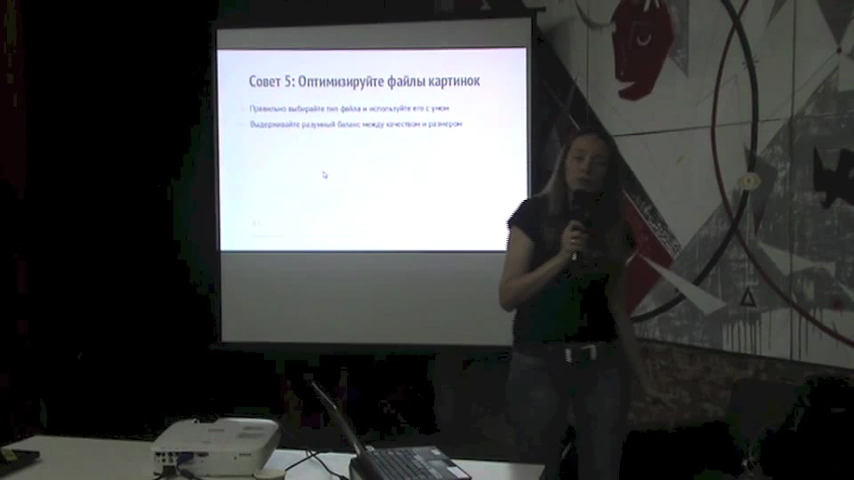 Совет 5: Оптимизируйте файлы картинок
Правильно выбирайте тип файла и используйте его с умом
Выдерживайте разумный баланс между качеством и размером